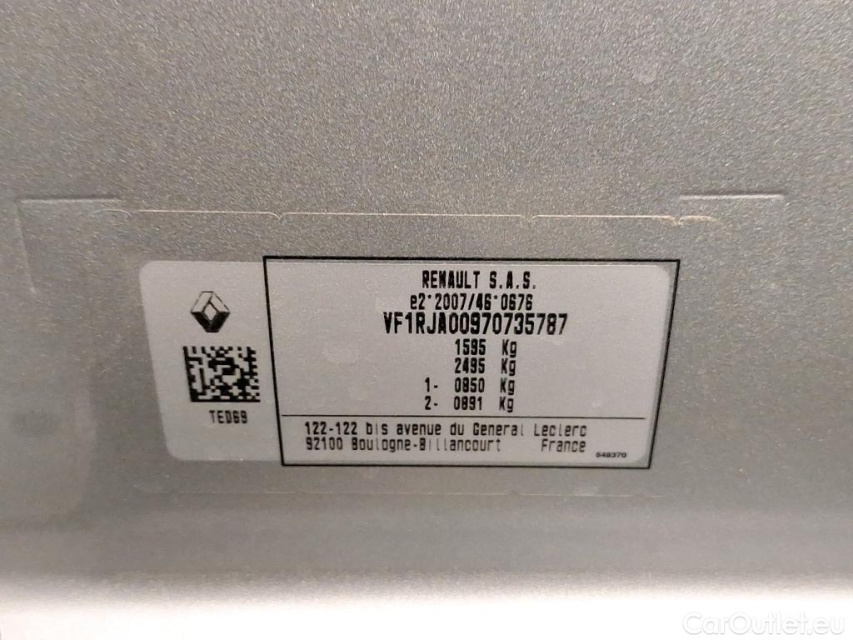 RENAULT S.A.S.
e2*2007/46*0676
VF1RJA00970735787
1595 Kg
2495 Kg
1- 0850 Kg
2- 0891 Kg
TED69
122-122 bis avenue du General Leclerc
92100 Boulogne-Billancourt France
548370
CarOutlet.eu